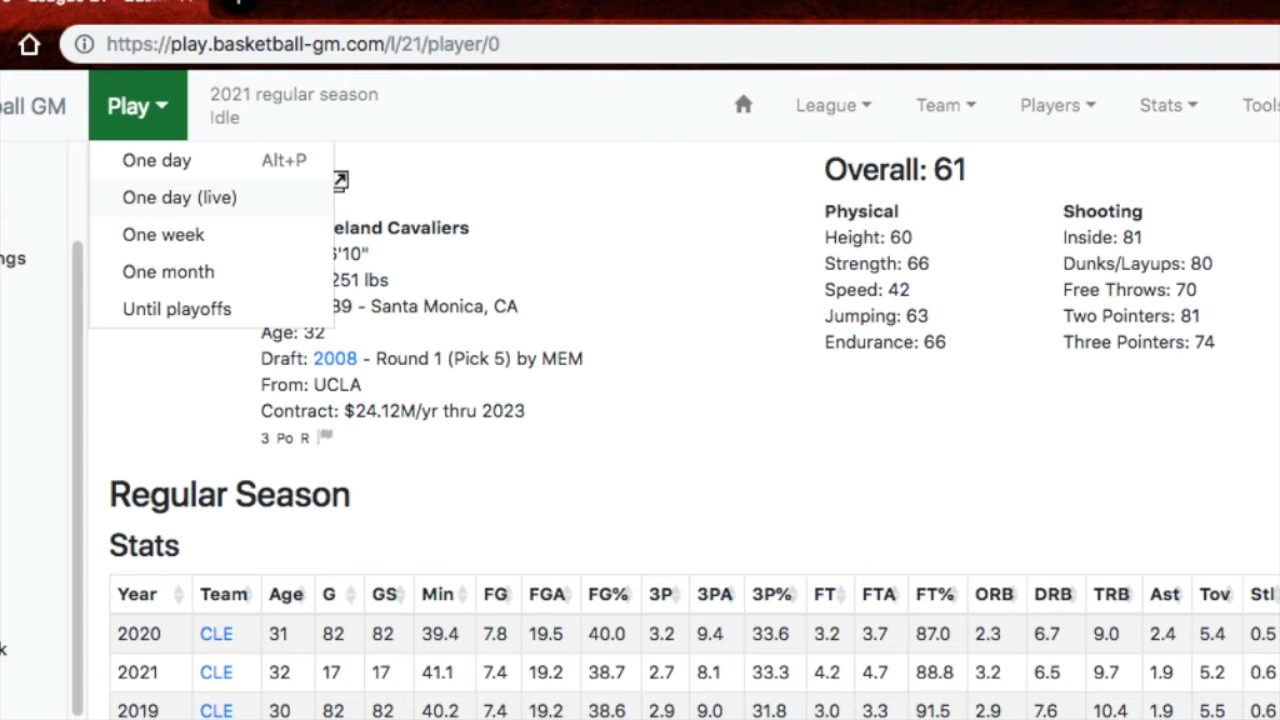 https://play.basketball-gm.com/l/21/player/0
all GM
Play
2021 regular season
Idle
League
Team
Players
Stats
Tools
One day Alt+P
One day (live)
One week
One month
Until playoffs
ngs
k
eland Cavaliers
6'10"
251 lbs
89 - Santa Monica, CA
Age: 32
Draft: 2008 - Round 1 (Pick 5) by MEM
From: UCLA
Contract: $24.12M/yr thru 2023
3 Po R
Overall: 61
Physical
Height: 60
Strength: 66
Speed: 42
Jumping: 63
Endurance: 66
Shooting
Inside: 81
Dunks/Layups: 80
Free Throws: 70
Two Pointers: 81
Three Pointers: 74
Regular Season
Stats
Year Team Age G GS Min FG FGA FG% 3P 3PA 3P% FT FTA FT% ORB DRB TRB Ast Tov Stl
2020 CLE 31 82 82 39.4 7.8 19.5 40.0 3.2 9.4 33.6 3.2 3.7 87.0 2.3 6.7 9.0 2.4 5.4 0.5
2021 CLE 32 17 17 41.1 7.4 19.2 38.7 2.7 8.1 33.3 4.2 4.7 88.8 3.2 6.5 9.7 1.9 5.2 0.6
2019 CLE 30 82 82 40.2 7.4 19.2 38.6 2.9 9.0 31.8 3.0 3.3 91.5 2.9 7.6 10.4 1.9 5.5 0.6